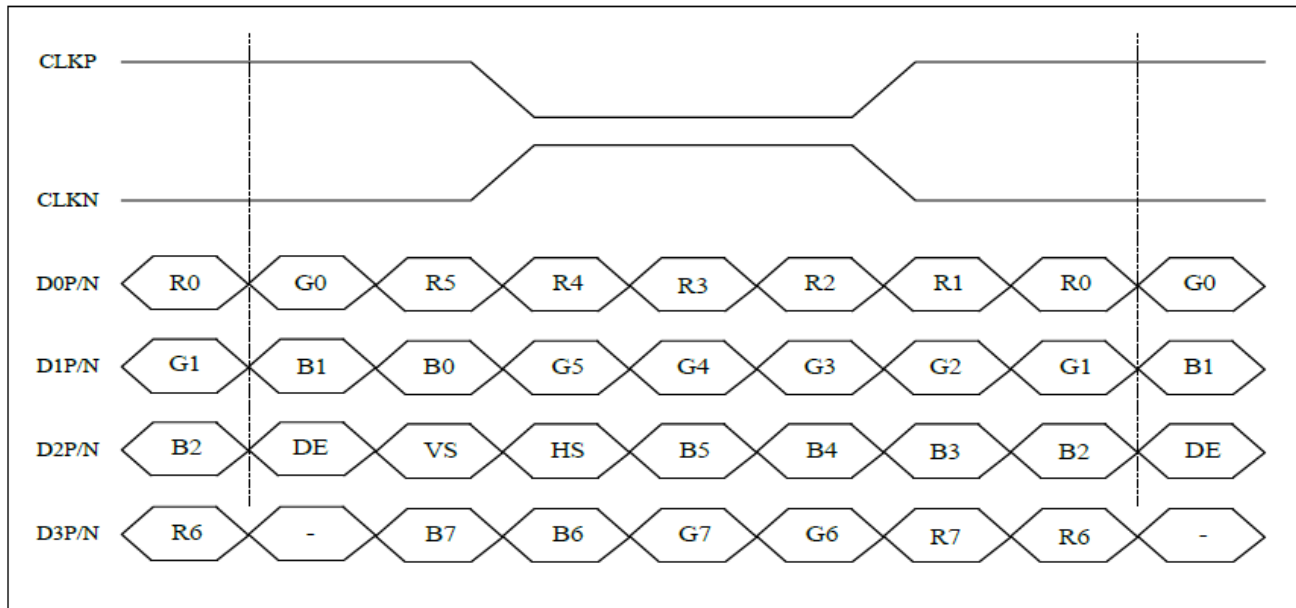 CLKP
CLKN
D0P/N R0 G0 R5 R4 R3 R2 R1 R0 G0
D1P/N G1 B1 B0 G5 G4 G3 G2 G1 B1
D2P/N B2 DE VS HS B5 B4 B3 B2 DE
D3P/N R6 - B7 B6 G7 G6 R7 R6 -